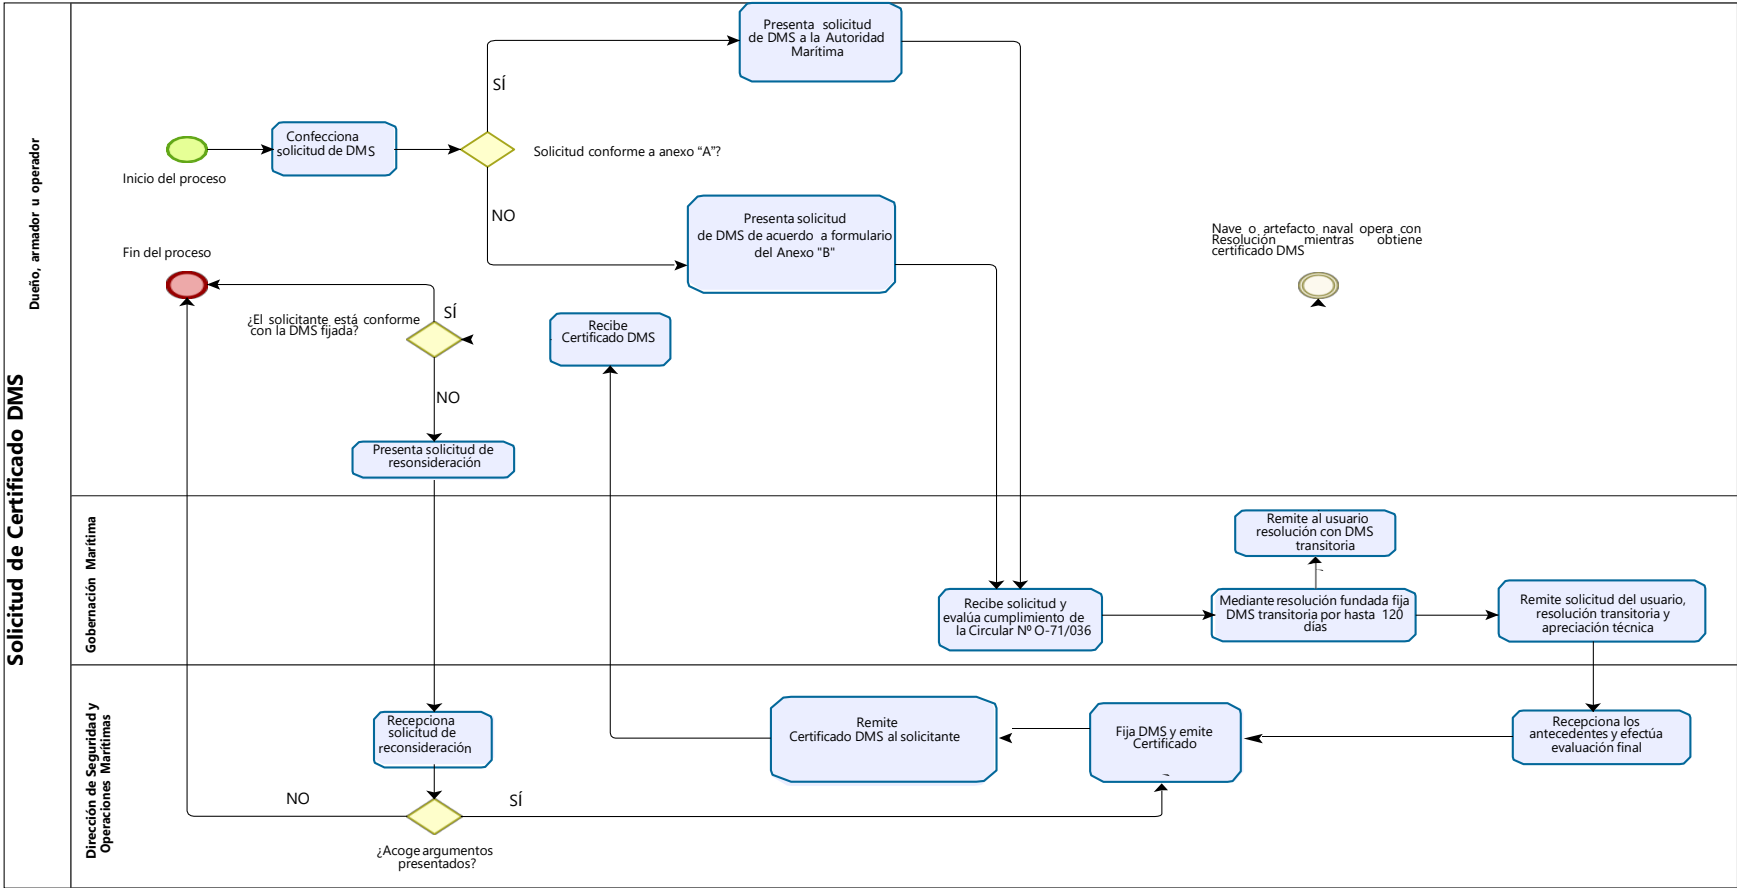 Solicitud de Certificado DMS
Dueño, armador u operador
Presenta solicitud
de DMS a la Autoridad
Marítima
SÍ
Confecciona
solicitud de DMS
Solicitud conforme a anexo “A”?
Inicio del proceso
NO
Presenta solicitud
de DMS de acuerdo a formulario
del Anexo "B"
Nave o artefacto naval opera con
Resolución mientras obtiene
certificado DMS
Fin del proceso
SÍ
¿El solicitante está conforme
con la DMS fijada?
Recibe
Certificado DMS
NO
Presenta solicitud de
resonsideración
Gobernación Marítima
Remite al usuario
resolución con DMS
transitoria
Recibe solicitud y
evalúa cumplimiento de
la Circular Nº O-71/036
Mediante resolución fundada fija
DMS transitoria por hasta 120
días
Remite solicitud del usuario,
resolución transitoria y
apreciación técnica
Dirección de Seguridad y
Operaciones Marítimas
Recepciona
solicitud de
reconsideración
Remite
Certificado DMS al solicitante
Fija DMS y emite
Certificado
Recepciona los
antecedentes y efectúa
evaluación final
NO
SÍ
¿Acoge argumentos
presentados?